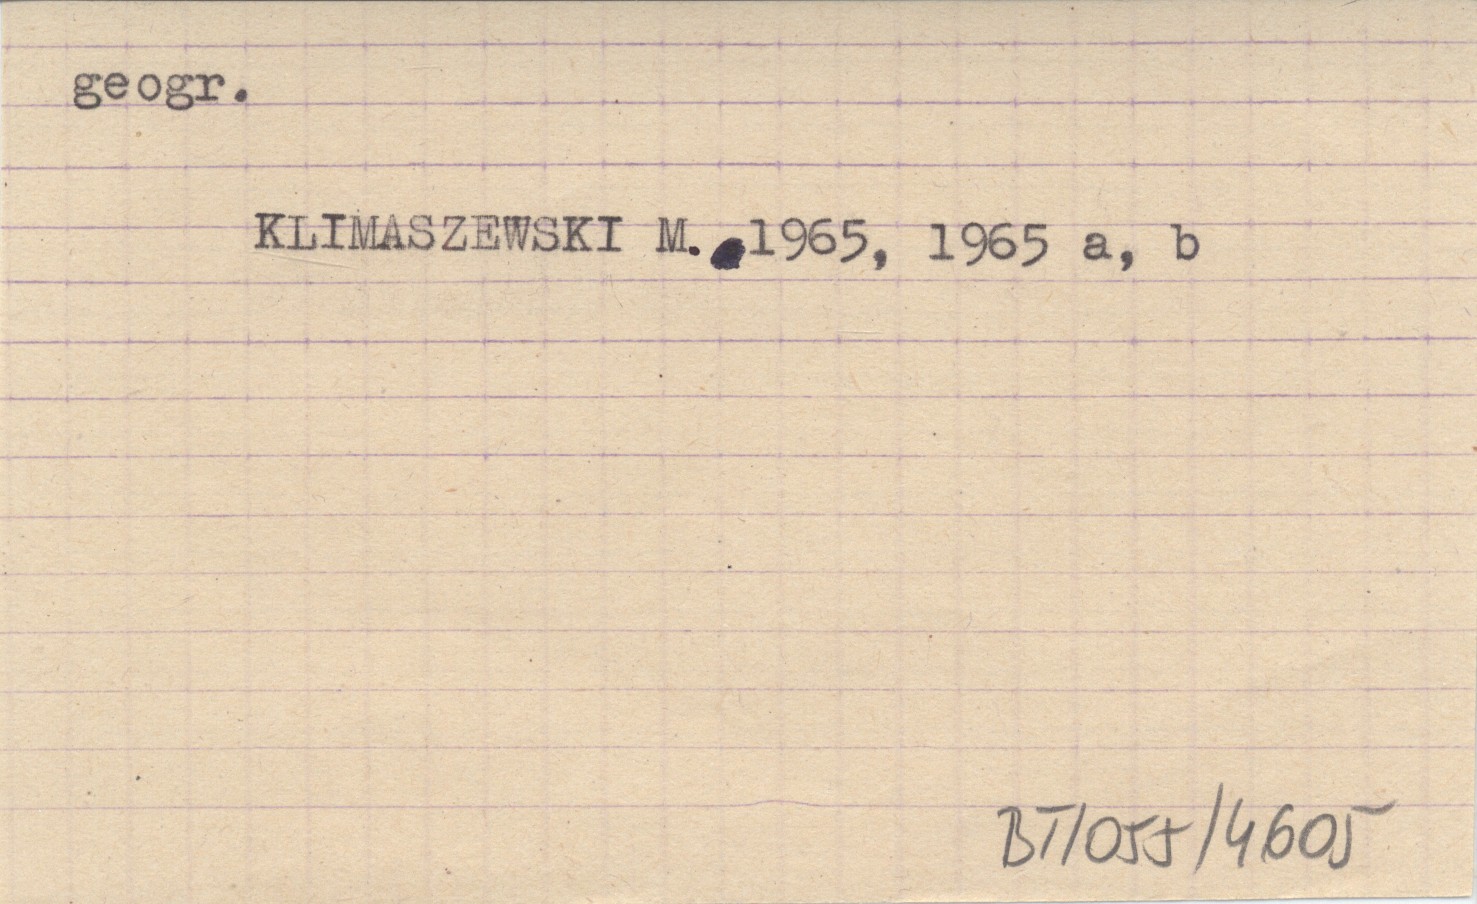 geogr.
KLIMASZEWSKI M. 1965, 1965 a, b
BT/055/4605